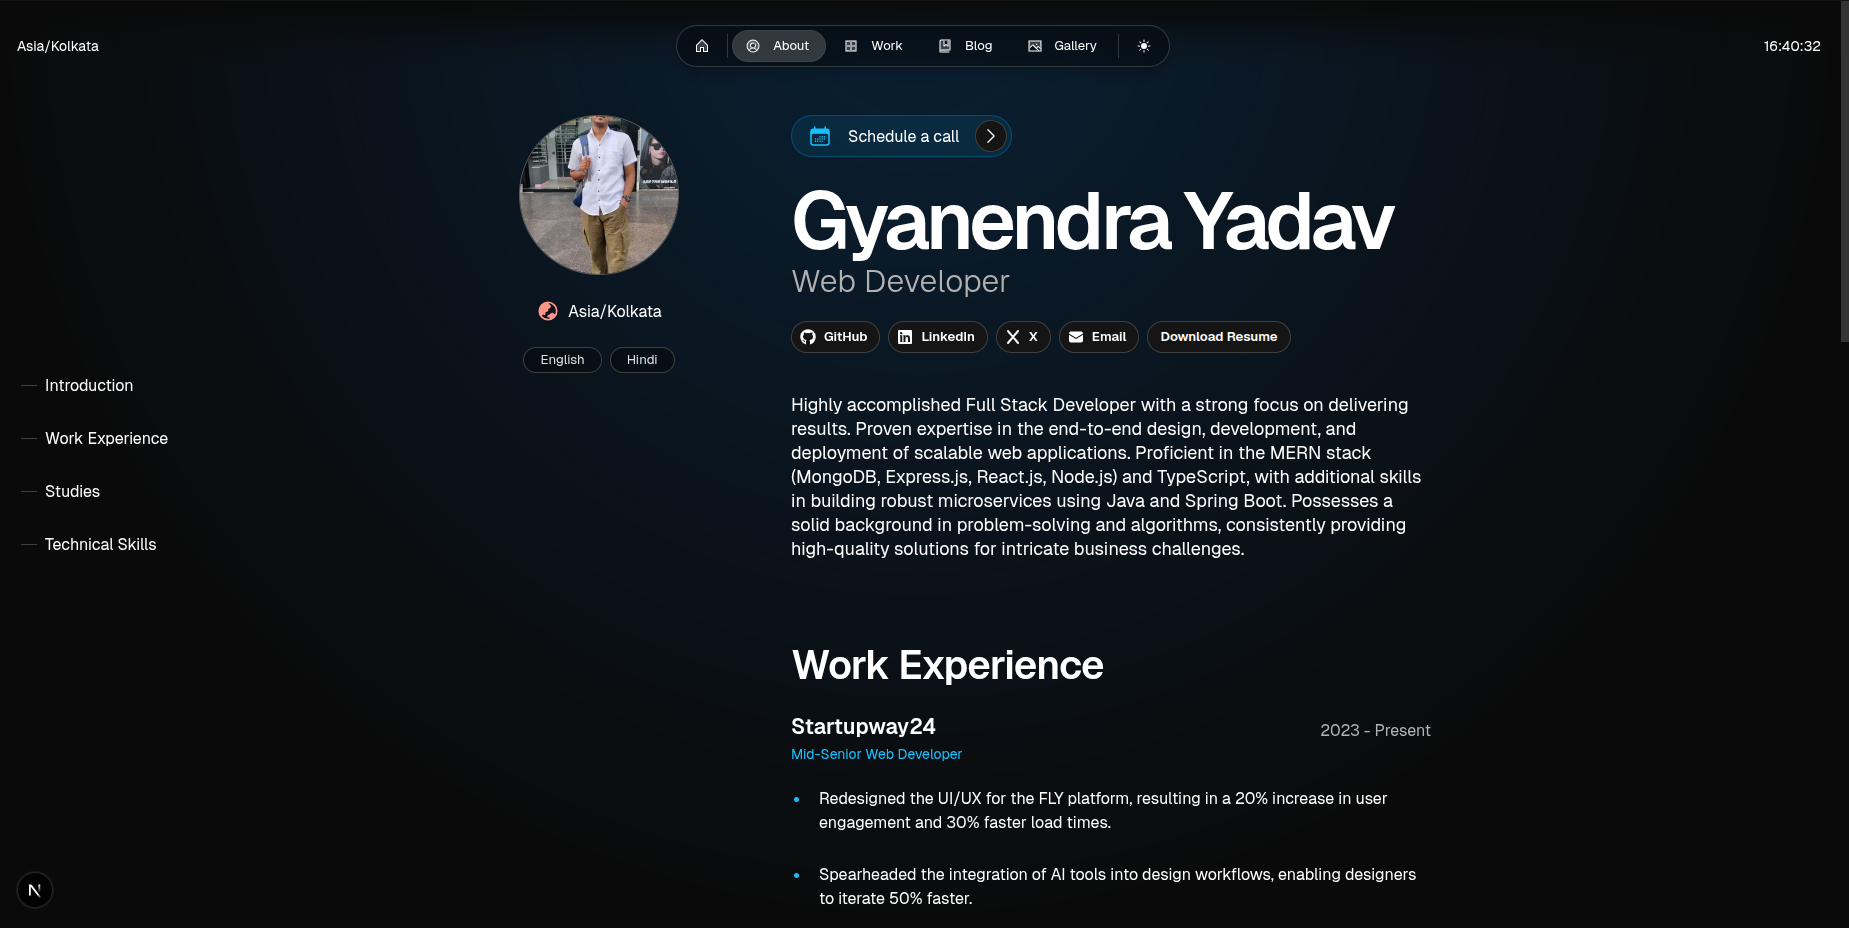 Asia/Kolkata
About
Work
Blog
Gallery
16:40:32
Schedule a call
Gyanendra Yadav
Web Developer
Asia/Kolkata
English
Hindi
GitHub
LinkedIn
X
Email
Download Resume
Introduction
Work Experience
Studies
Technical Skills
Highly accomplished Full Stack Developer with a strong focus on delivering
results. Proven expertise in the end-to-end design, development, and
deployment of scalable web applications. Proficient in the MERN stack
(MongoDB, Express.js, React.js, Node.js) and TypeScript, with additional skills
in building robust microservices using Java and Spring Boot. Possesses a
solid background in problem-solving and algorithms, consistently providing
high-quality solutions for intricate business challenges.
Work Experience
Startupway24
2023 - Present
Mid-Senior Web Developer
Redesigned the UI/UX for the FLY platform, resulting in a 20% increase in user
engagement and 30% faster load times.
Spearheaded the integration of AI tools into design workflows, enabling designers
to iterate 50% faster.
N